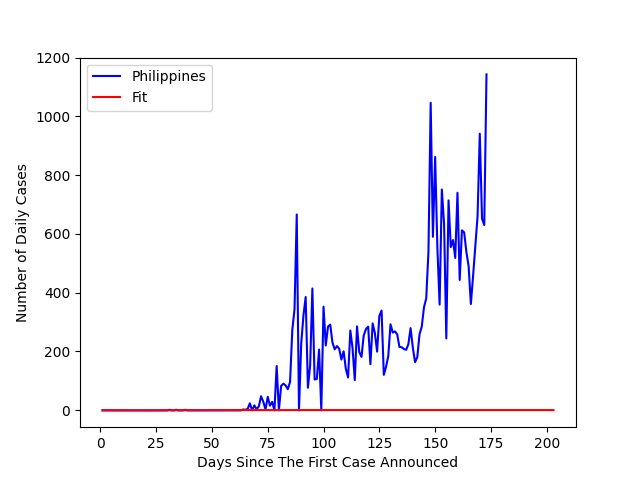 Philippines
Fit
1200
1000
800
600
400
200
0
Number of Daily Cases
0 25 50 75 100 125 150 175 200
Days Since The First Case Announced